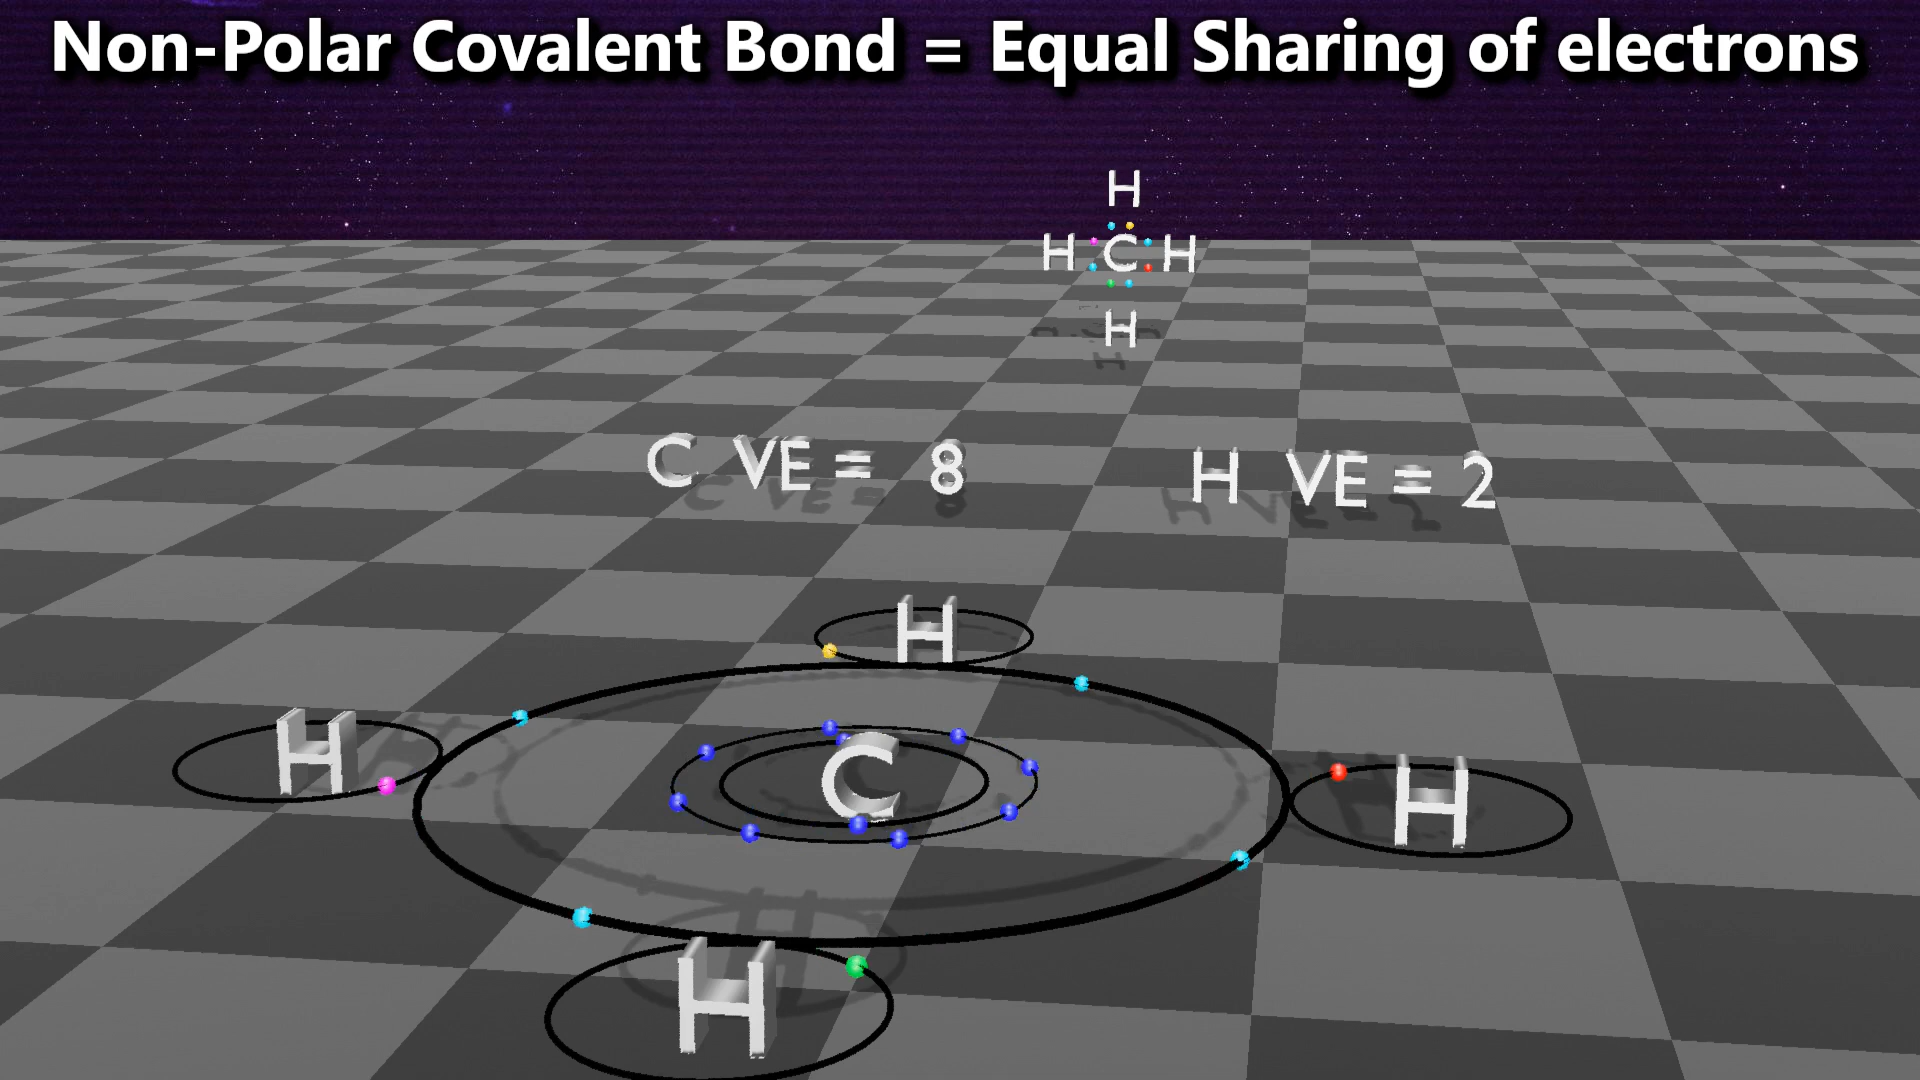 Non-Polar Covalent Bond = Equal Sharing of electrons
H
H C H
H
C VE = 8 H VE = 2
H
H C H
H